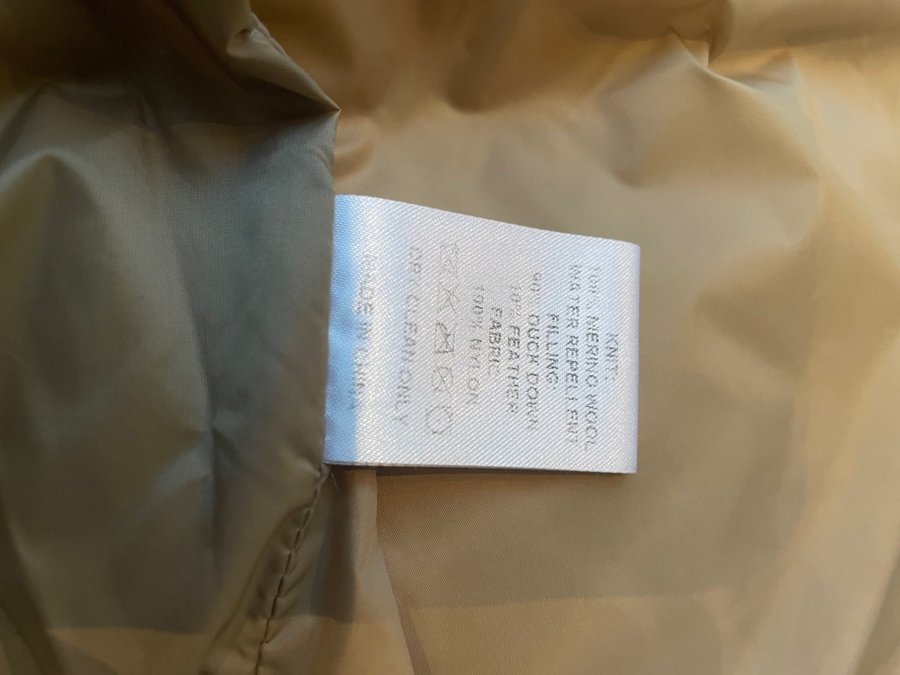 KNIT:
100% MERINO WOOL
WATER REPELLENT
FILLING:
90% DUCK DOWN
10% FEATHER
FABRIC
100% NYLON
DRY CLEAN ONLY
MADE IN CHINA